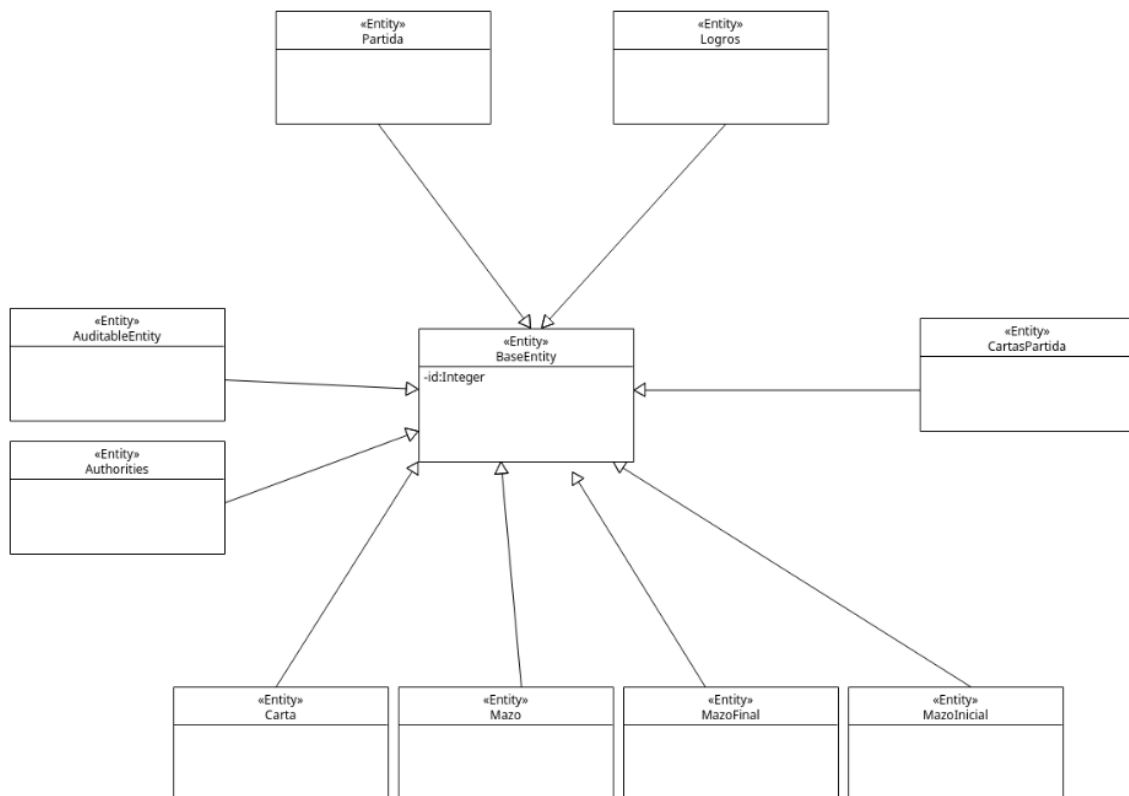 «Entity»
Partida
«Entity»
Logros
«Entity»
AuditableEntity
«Entity»
BaseEntity
-id:Integer
«Entity»
CartasPartida
«Entity»
Authorities
«Entity»
Carta
«Entity»
Mazo
«Entity»
MazoFinal
«Entity»
MazoInicial